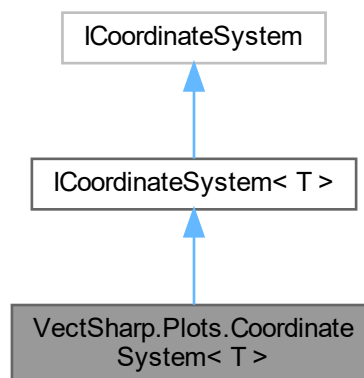 ICoordinateSystem
ICoordinateSystem< T >
VectSharp.Plots.Coordinate
System< T >